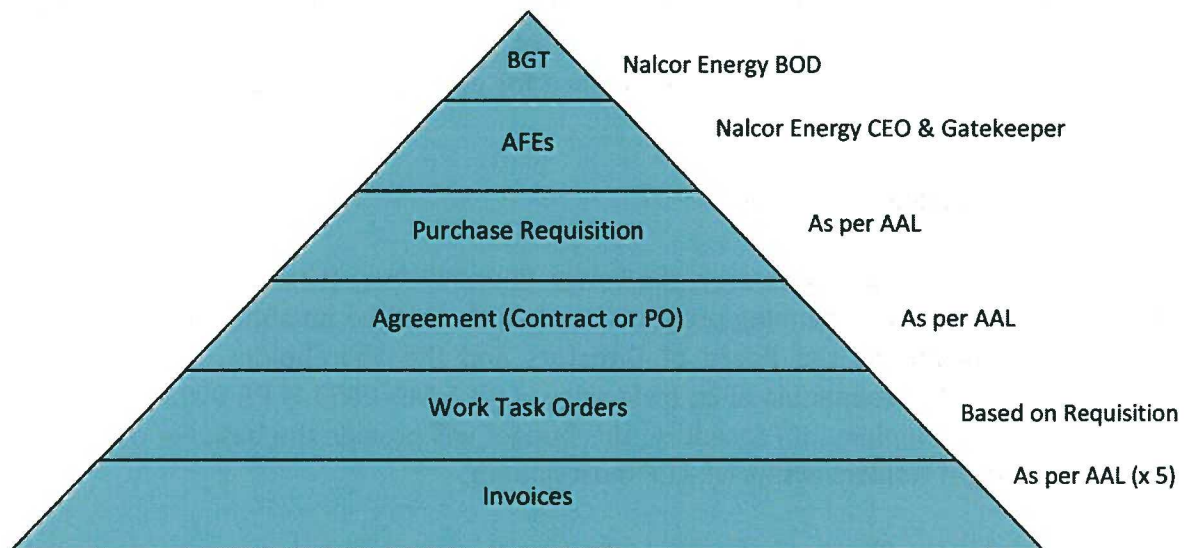 BGT
Nalcor Energy BOD
AFEs
Nalcor Energy CEO & Gatekeeper
Purchase Requisition
As per AAL
Agreement (Contract or PO)
As per AAL
Work Task Orders
Based on Requisition
Invoices
As per AAL (x 5)